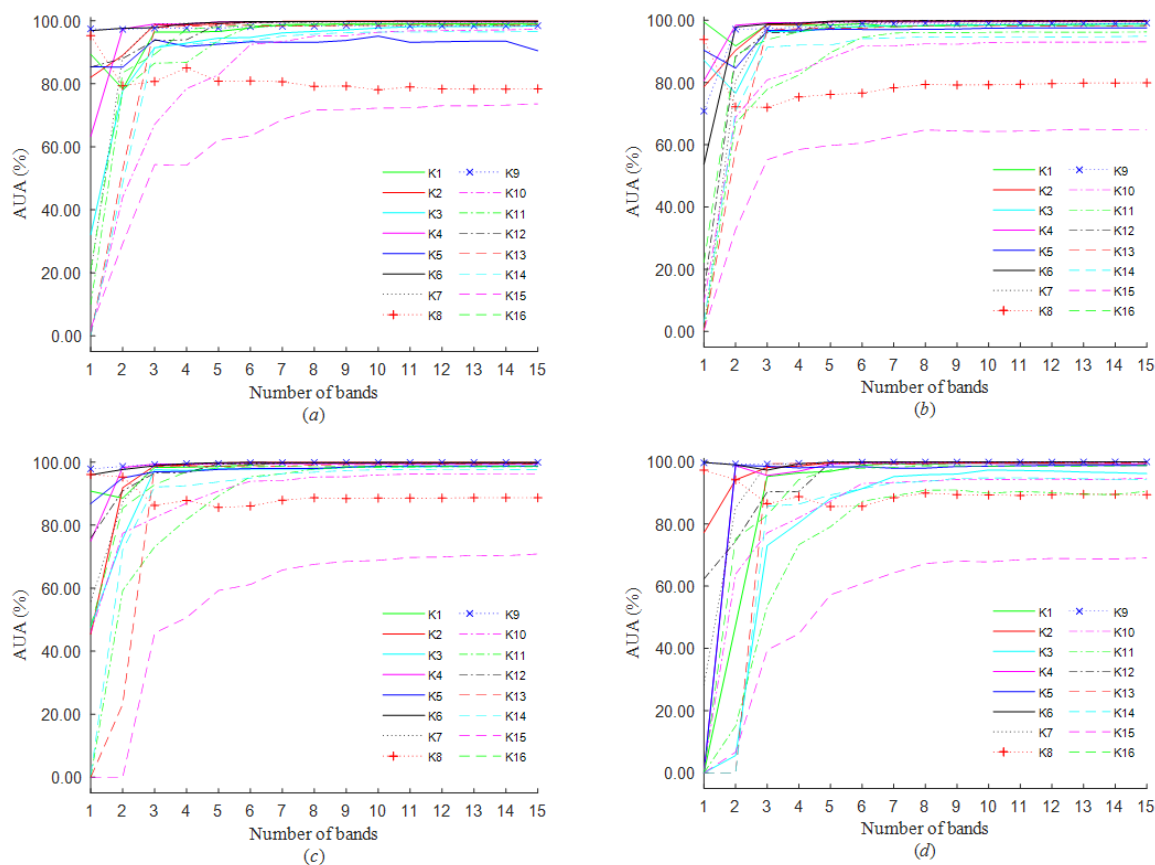 100.00
80.00
60.00
40.00
20.00
0.00
AUA (%)
K1 K9
K2 K10
K3 K11
K4 K12
K5 K13
K6 K14
K7 K15
K8 K16
1 2 3 4 5 6 7 8 9 10 11 12 13 14 15
Number of bands
(a)
100.00
80.00
60.00
40.00
20.00
0.00
AUA (%)
K1 K9
K2 K10
K3 K11
K4 K12
K5 K13
K6 K14
K7 K15
K8 K16
1 2 3 4 5 6 7 8 9 10 11 12 13 14 15
Number of bands
(b)
100.00
80.00
60.00
40.00
20.00
0.00
AUA (%)
K1 K9
K2 K10
K3 K11
K4 K12
K5 K13
K6 K14
K7 K15
K8 K16
1 2 3 4 5 6 7 8 9 10 11 12 13 14 15
Number of bands
(c)
100.00
80.00
60.00
40.00
20.00
0.00
AUA (%)
K1 K9
K2 K10
K3 K11
K4 K12
K5 K13
K6 K14
K7 K15
K8 K16
1 2 3 4 5 6 7 8 9 10 11 12 13 14 15
Number of bands
(d)